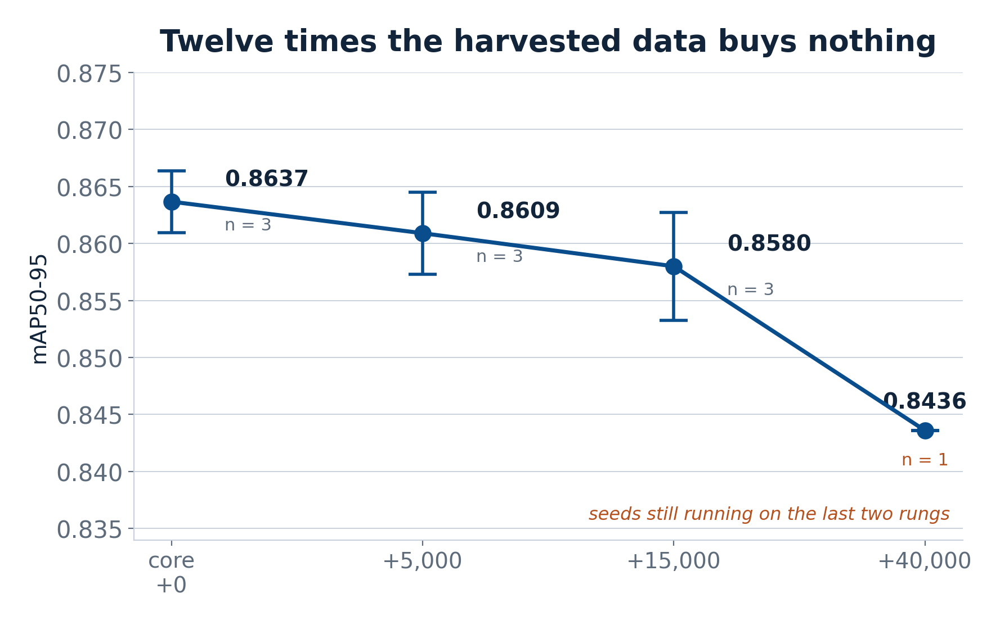 Twelve times the harvested data buys nothing
0.875
0.870
0.865
0.860
0.855
0.850
0.845
0.840
0.835
mAP50-95
0.8637
n = 3
0.8609
n = 3
0.8580
n = 3
0.8436
n = 1
seeds still running on the last two rungs
core
+0
+5,000
+15,000
+40,000